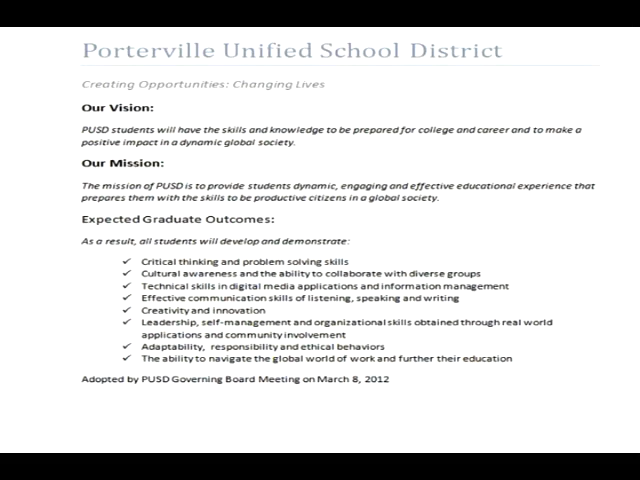 Porterville Unified School District
Creating Opportunities: Changing Lives
Our Vision:
PUSD students will have the skills and knowledge to be prepared for college and career and to make a
positive impact in a dynamic global society.
Our Mission:
The mission of PUSD is to provide students dynamic, engaging and effective educational experience that
prepares them with the skills to be productive citizens in a global society.
Expected Graduate Outcomes:
As a result, all students will develop and demonstrate:
✓ Critical thinking and problem solving skills
✓ Cultural awareness and the ability to collaborate with diverse groups
✓ Technical skills in digital media applications and information management
✓ Effective communication skills of listening, speaking and writing
✓ Creativity and innovation
✓ Leadership, self-management and organizational skills obtained through real world
applications and community involvement
✓ Adaptability, responsibility and ethical behaviors
✓ The ability to navigate the global world of work and further their education
Adopted by PUSD Governing Board Meeting on March 8, 2012